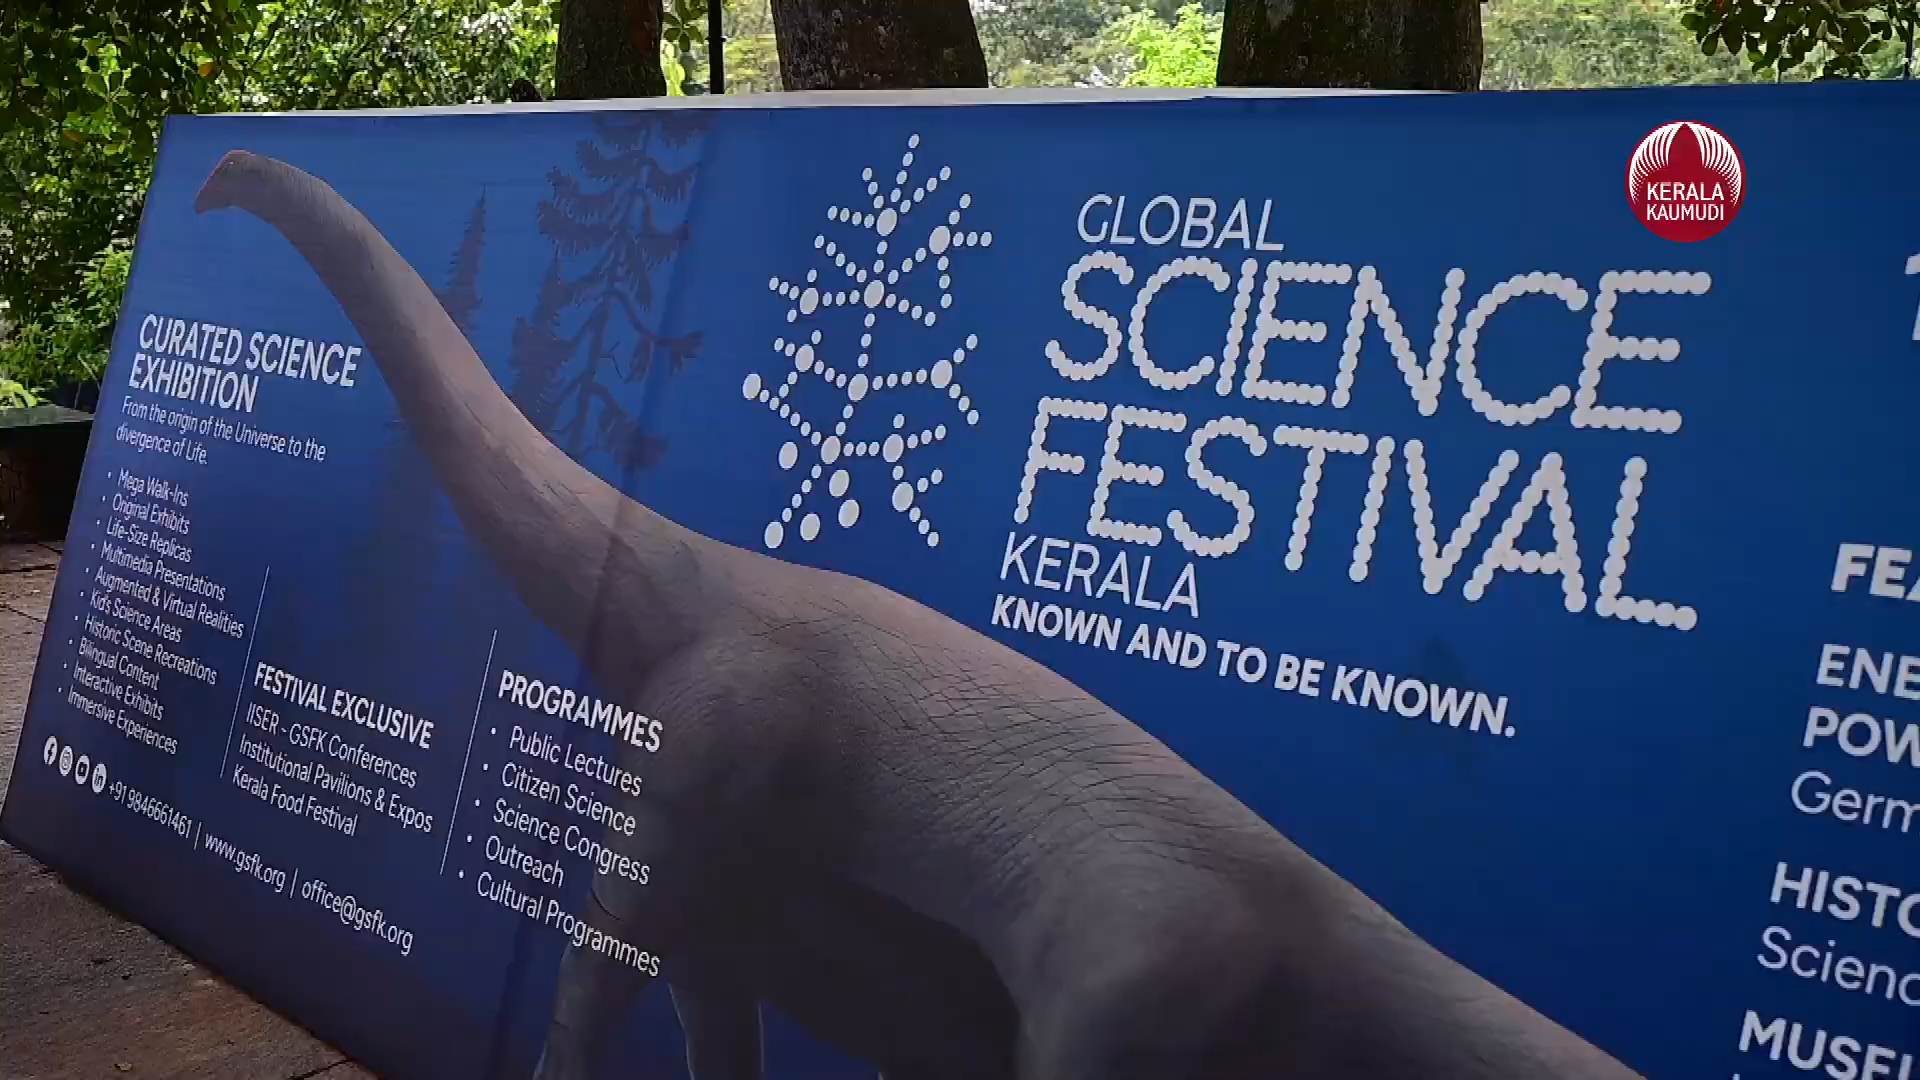 CURATED SCIENCE
EXHIBITION
From the origin of the Universe to the
divergence of Life.
• Mega Walk-Ins
• Original Exhibits
• Life-Size Replicas
• Multimedia Presentations
• Augmented & Virtual Realities
• Kid's Science Areas
• Historic Scene Recreations
• Bilingual Content
• Interactive Exhibits
• Immersive Experiences
+91 9846661461 | www.gsfk.org | office@gsfk.org
FESTIVAL EXCLUSIVE
IISER - GSFK Conferences
Institutional Pavilions & Expos
Kerala Food Festival
PROGRAMMES
• Public Lectures
• Citizen Science
• Science Congress
• Outreach
• Cultural Programmes
GLOBAL
SCIENCE
FESTIVAL
KERALA
KNOWN AND TO BE KNOWN.
KERALA
KAUMUDI
FEA
ENE
POW
Germ
HISTO
Scienc
MUSEU